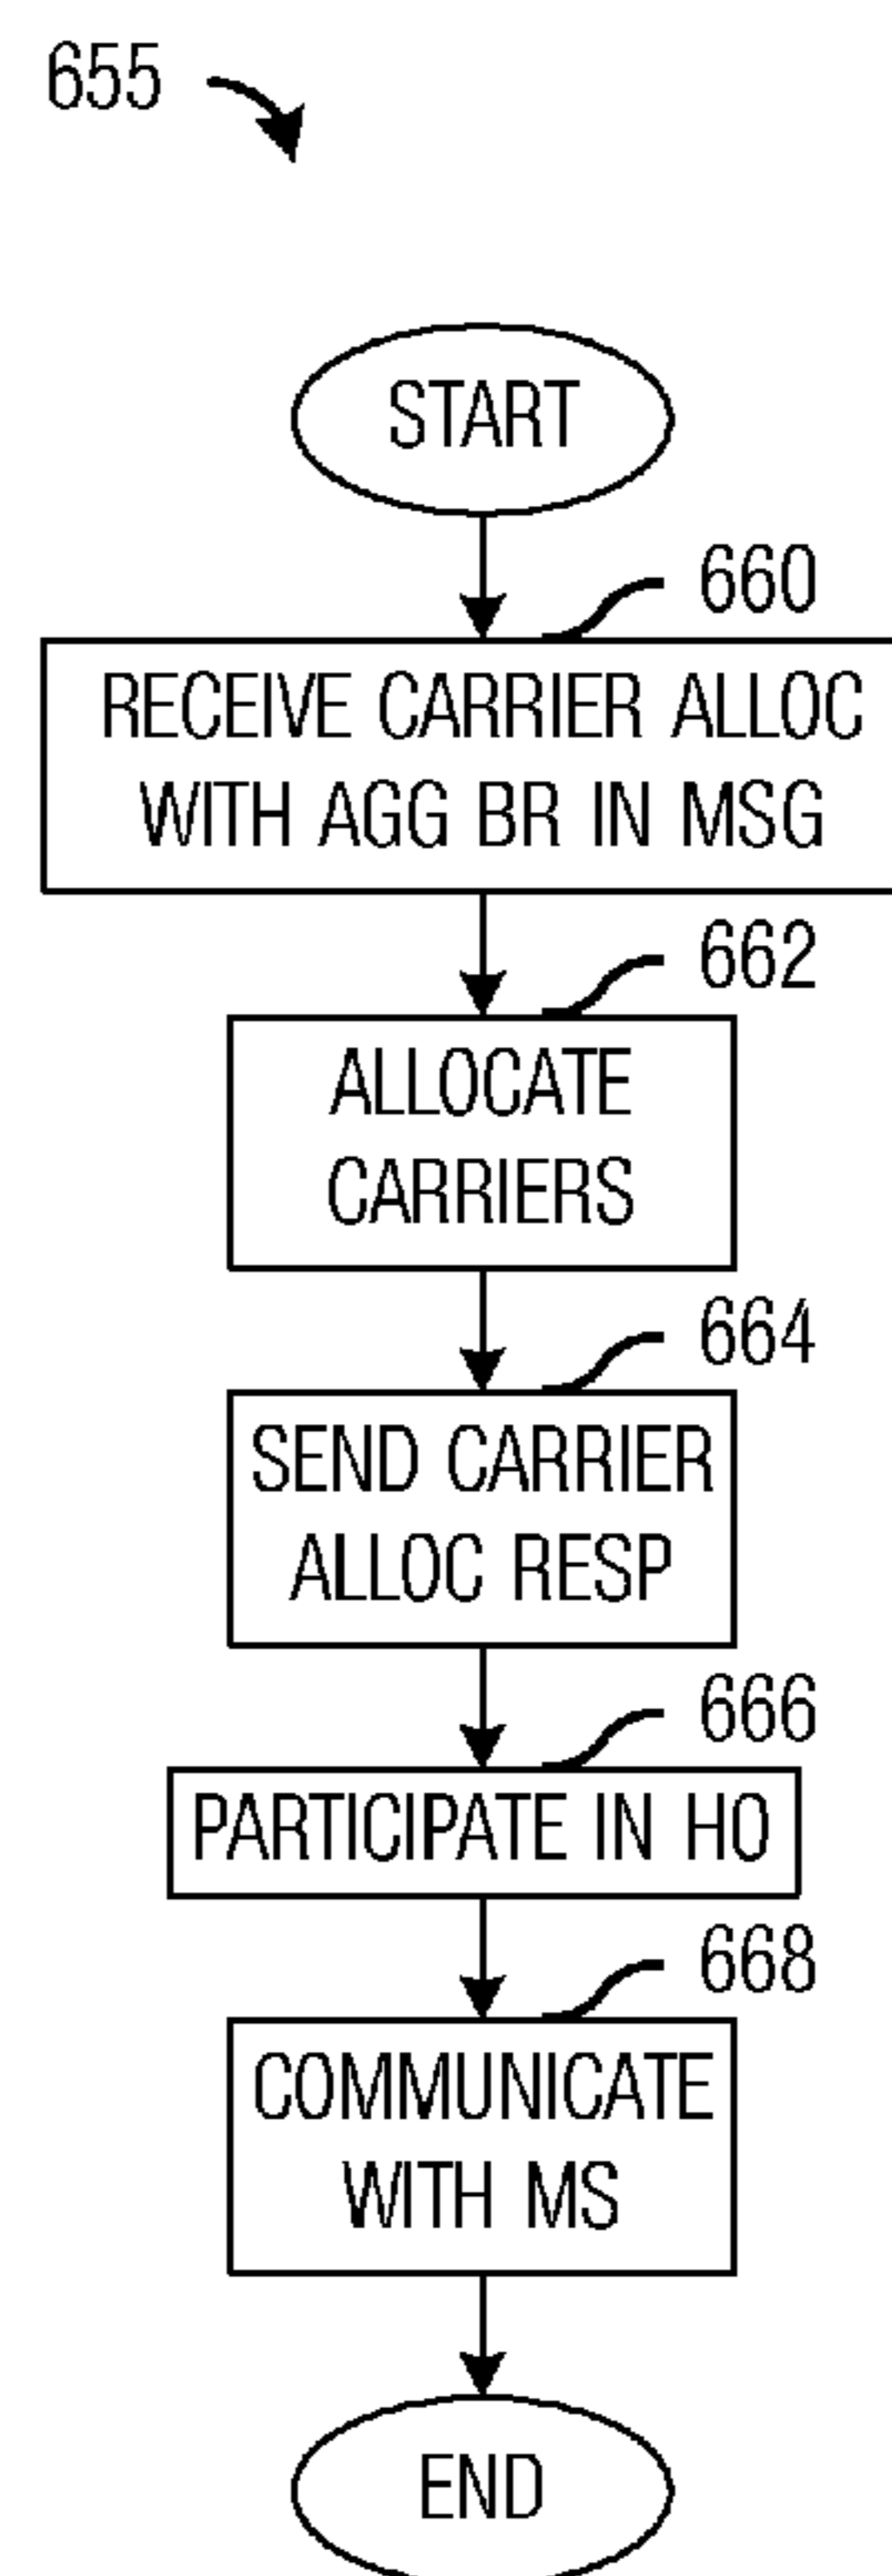 655
START
660
RECEIVE CARRIER ALLOC
WITH AGG BR IN MSG
662
ALLOCATE
CARRIERS
664
SEND CARRIER
ALLOC RESP
666
PARTICIPATE IN HO
668
COMMUNICATE
WITH MS
END